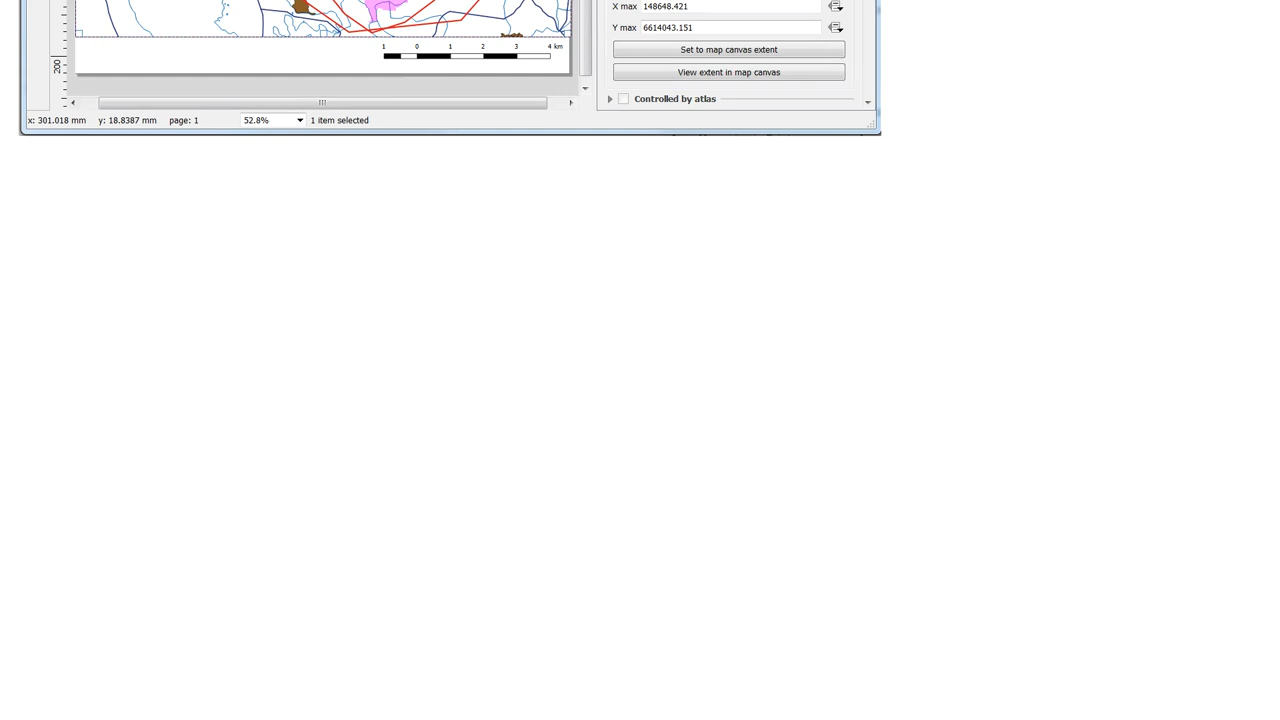 X max 148648.421
Y max 6614043.151
1 0 1 2 3 4 km
Set to map canvas extent
200
View extent in map canvas
Controlled by atlas
x: 301.018 mm y: 18.8387 mm page: 1 52.8% 1 item selected